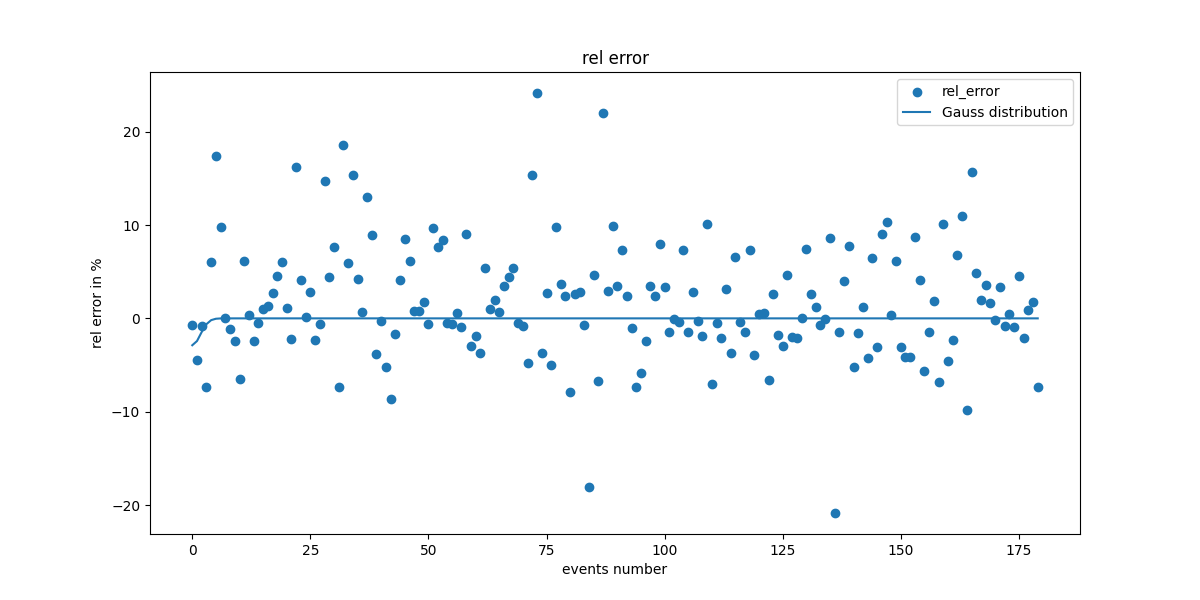 rel error
rel_error
Gauss distribution
rel error in %
20
10
0
−10
−20
0 25 50 75 100 125 150 175
events number